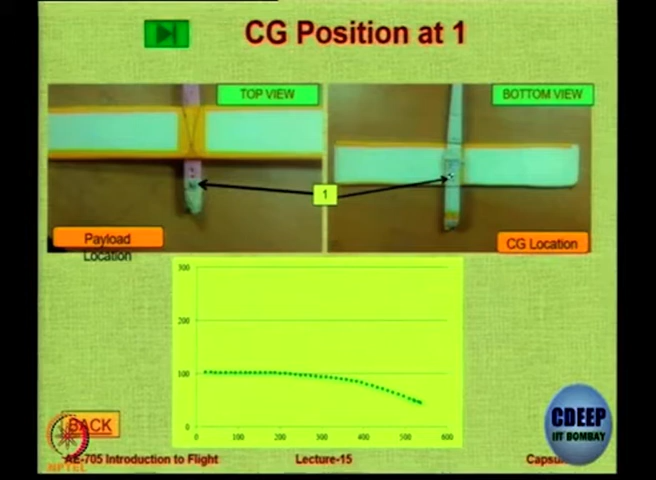 CG Position at 1
TOP VIEW
BOTTOM VIEW
1
Payload
Location
CG Location
300
200
100
0
0 100 200 300 400 500 600
BACK
CDEEP
IIT BOMBAY
NPTEL
AE-705 Introduction to Flight
Lecture-15